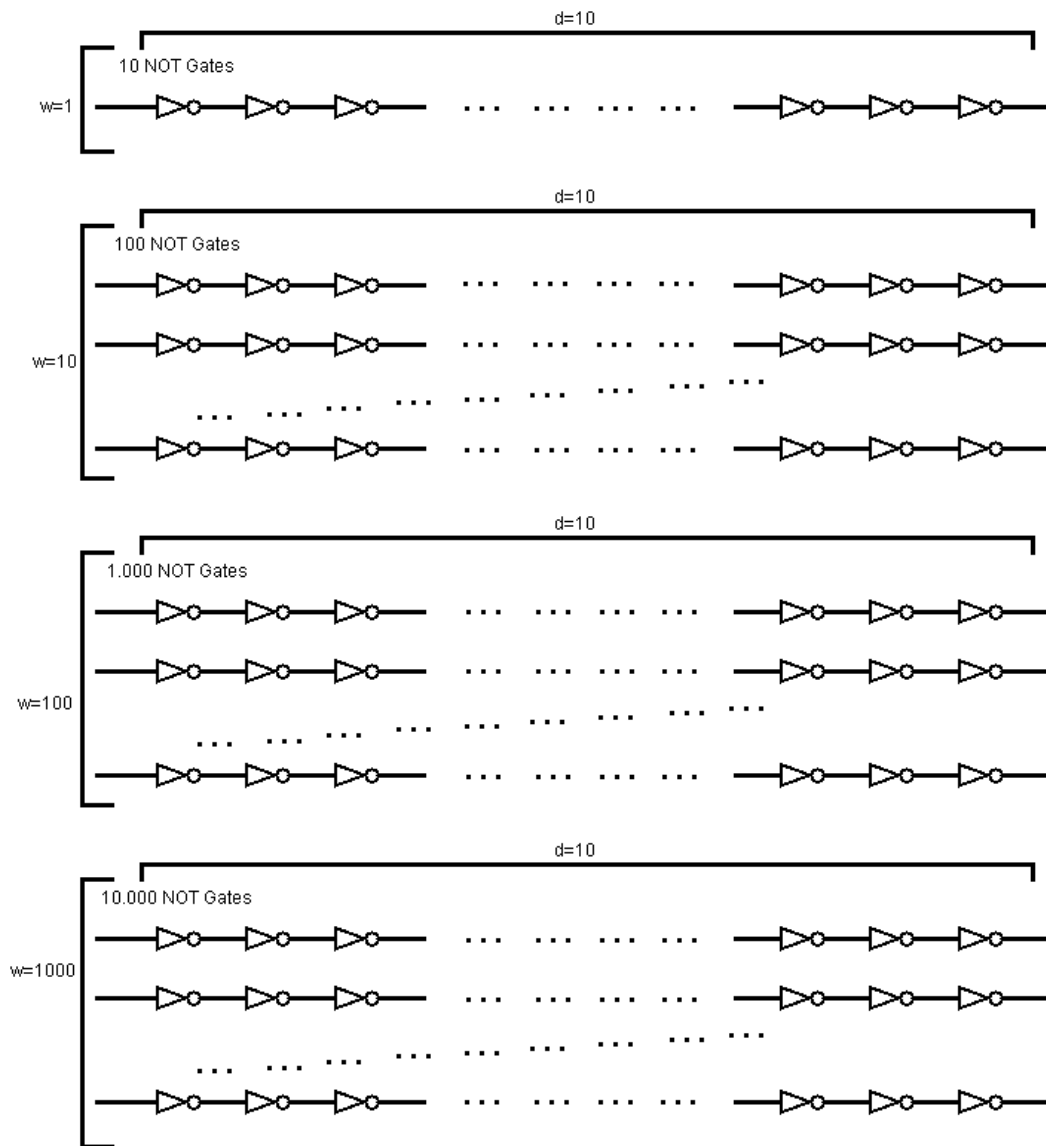 d=10
10 NOT Gates
w=1
d=10
100 NOT Gates
w=10
d=10
1.000 NOT Gates
w=100
d=10
10.000 NOT Gates
w=1000